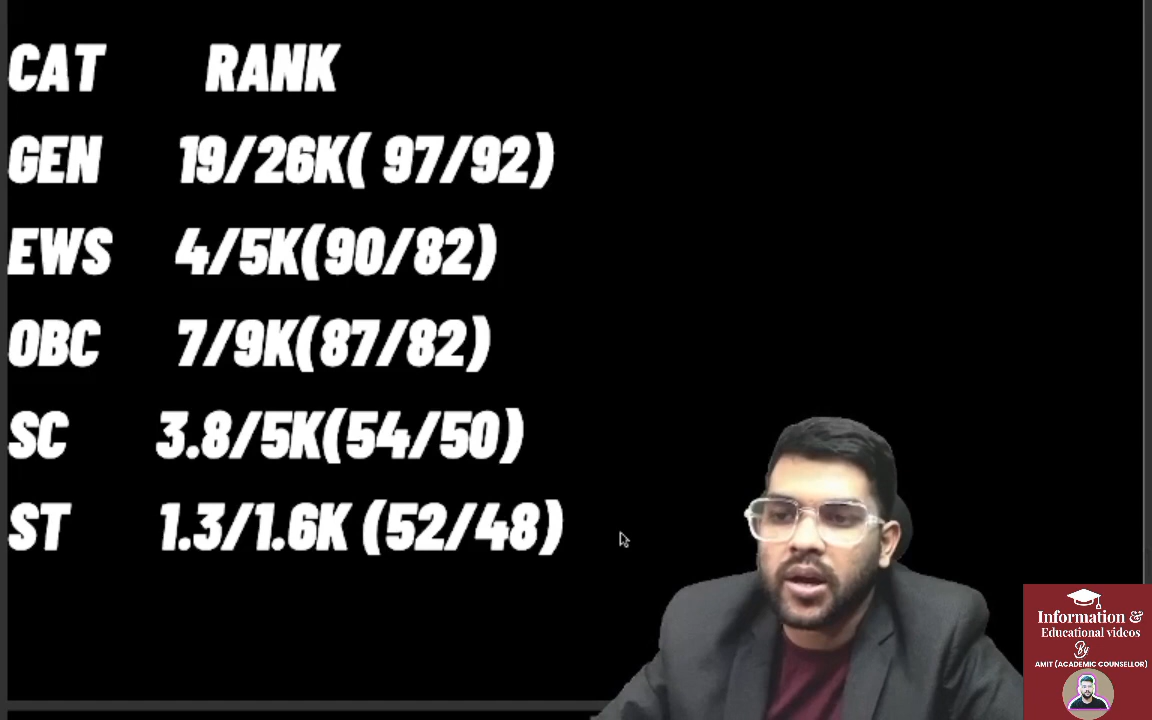 CAT RANK
GEN 19/26K( 97/92)
EWS 4/5K(90/82)
OBC 7/9K(87/82)
SC 3.8/5K(54/50)
ST 1.3/1.6K (52/48)
Information &
Educational videos
By
AMIT (ACADEMIC COUNSELLOR)